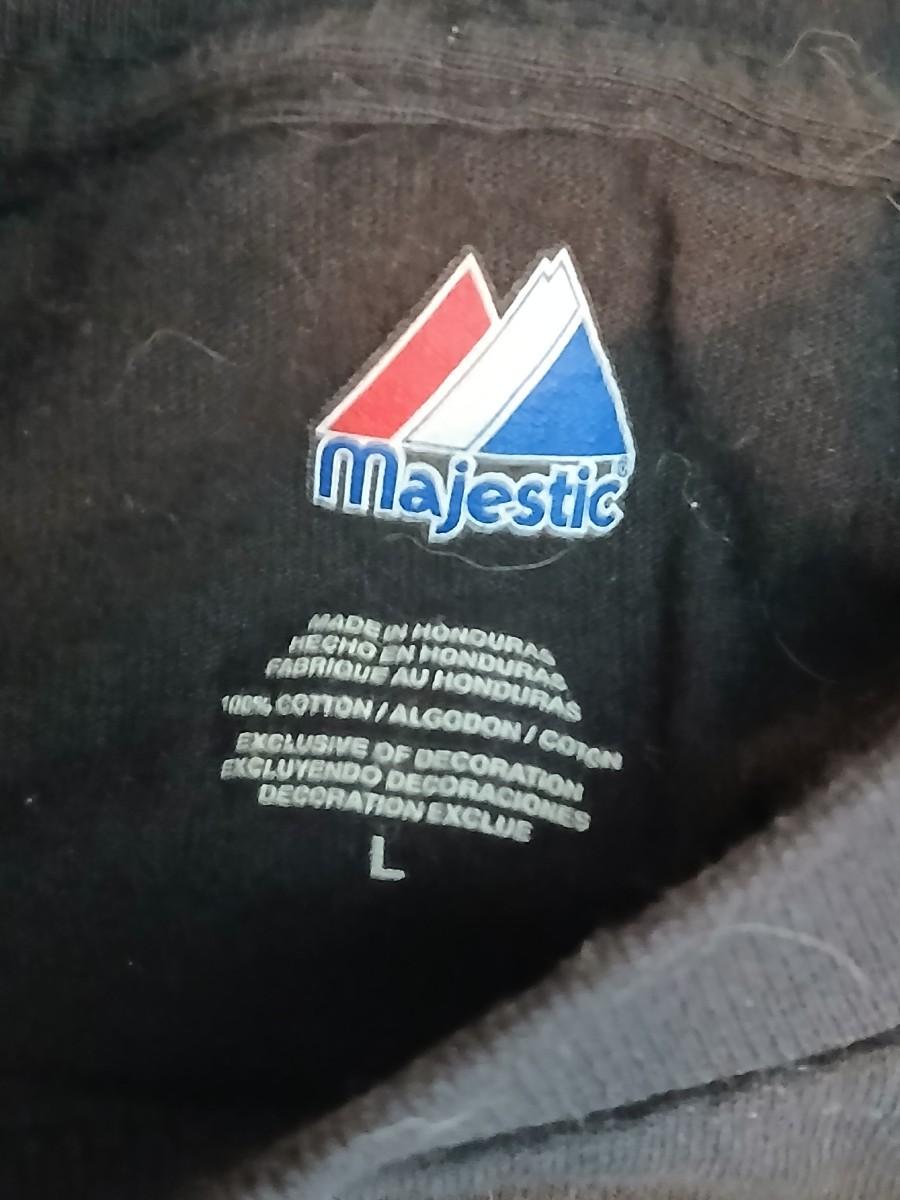 Majestic®
MADE IN HONDURAS
HECHO EN HONDURAS
FABRIQUE AU HONDURAS
100% COTTON / ALGODON / COTON
EXCLUSIVE OF DECORATION
EXCLUYENDO DECORACIONES
DECORATION EXCLUE
L